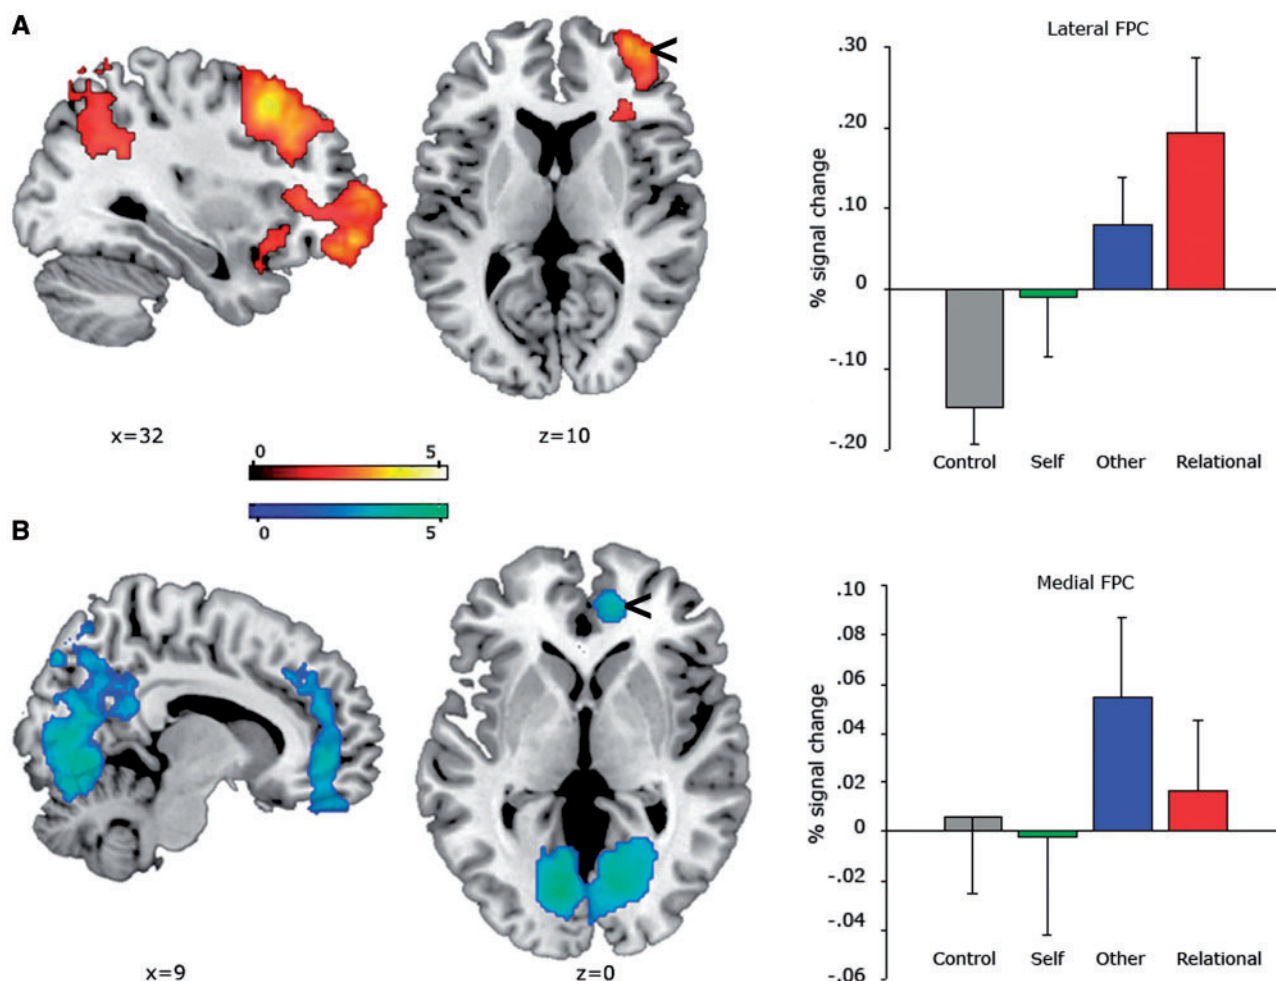 A
Lateral FPC
.30
.20
.10
0
-.10
-.20
% signal change
Control Self Other Relational
x=32
z=10
0 5
0 5
B
Medial FPC
.10
.08
.06
.04
.02
0
-.02
-.04
-.06
% signal change
Control Self Other Relational
x=9
z=0